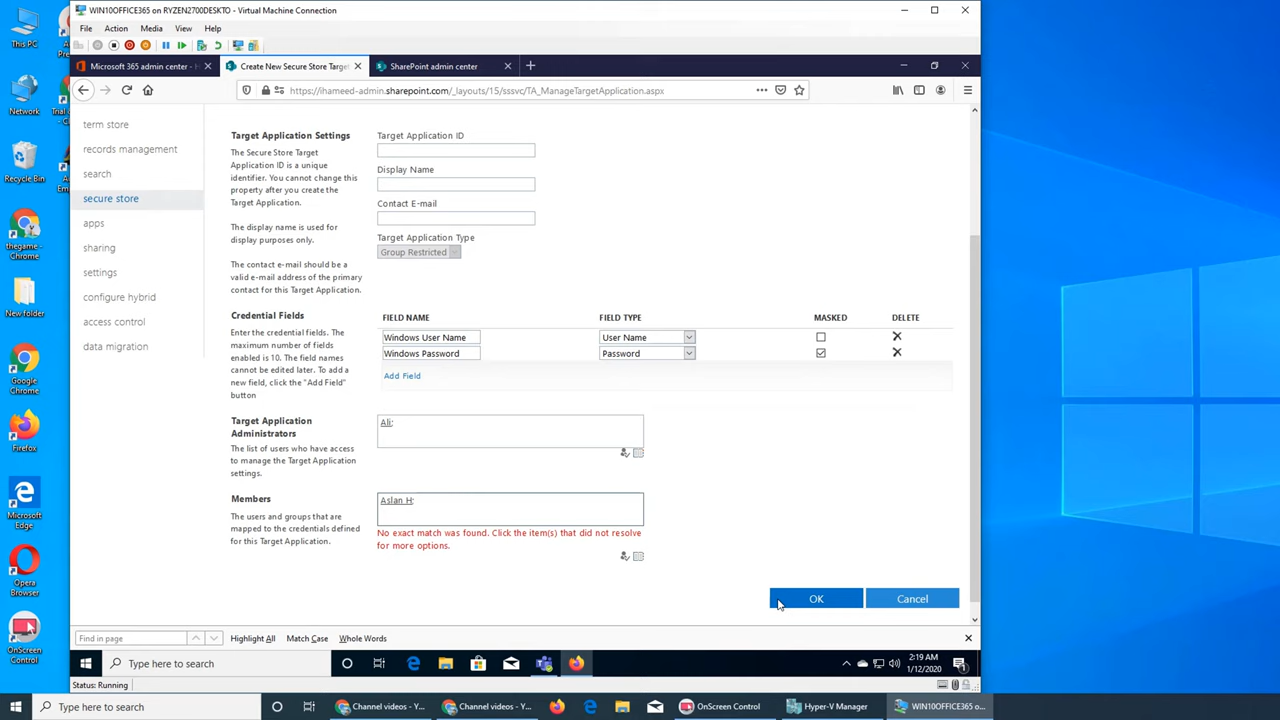 WIN10OFFICE365 on RYZEN2700DESKTO - Virtual Machine Connection
File Action Media View Help
Microsoft 365 admin center -
Create New Secure Store Targe
SharePoint admin center
https://hameed-admin.sharepoint.com/_layouts/15/sssvc/TA_ManageTargetApplication.aspx
This PC
Network
Recycle Bin
thegame -
Chrome
New folder
Google
Chrome
Firefox
Microsoft
Edge
Opera
Browser
OnScreen
Control
term store
records management
search
secure store
apps
sharing
settings
configure hybrid
access control
data migration
Target Application Settings
The Secure Store Target
Application ID is a unique
identifier. You cannot change
this property after you create the
Target Application.
The display name is used for
display purposes only.
The contact e-mail should be a
valid e-mail address of the primary
contact for this Target Application.
Target Application ID
Display Name
Contact E-mail
Target Application Type
Group Restricted
Credential Fields
Enter the credential fields. The
maximum number of fields
enabled is 10. The field names
cannot be edited later. To add a
new field, click the "Add Field"
button
FIELD NAME FIELD TYPE MASKED DELETE
Windows User Name User Name
Windows Password Password
Add Field
Target Application
Administrators
The list of users who have access
to manage the Target Application
settings.
Ali;
Members
The users and groups that are
mapped to the credentials defined
for this Target Application.
Aslan H;
No exact match was found. Click the item(s) that did not resolve
for more options.
OK Cancel
Find in page Highlight All Match Case Whole Words
Type here to search
2:19 AM
1/12/2020
1
Status: Running
Type here to search
Channel videos - Y...
Channel videos - Y...
OnScreen Control
Hyper-V Manager
WIN10OFFICE365 o...